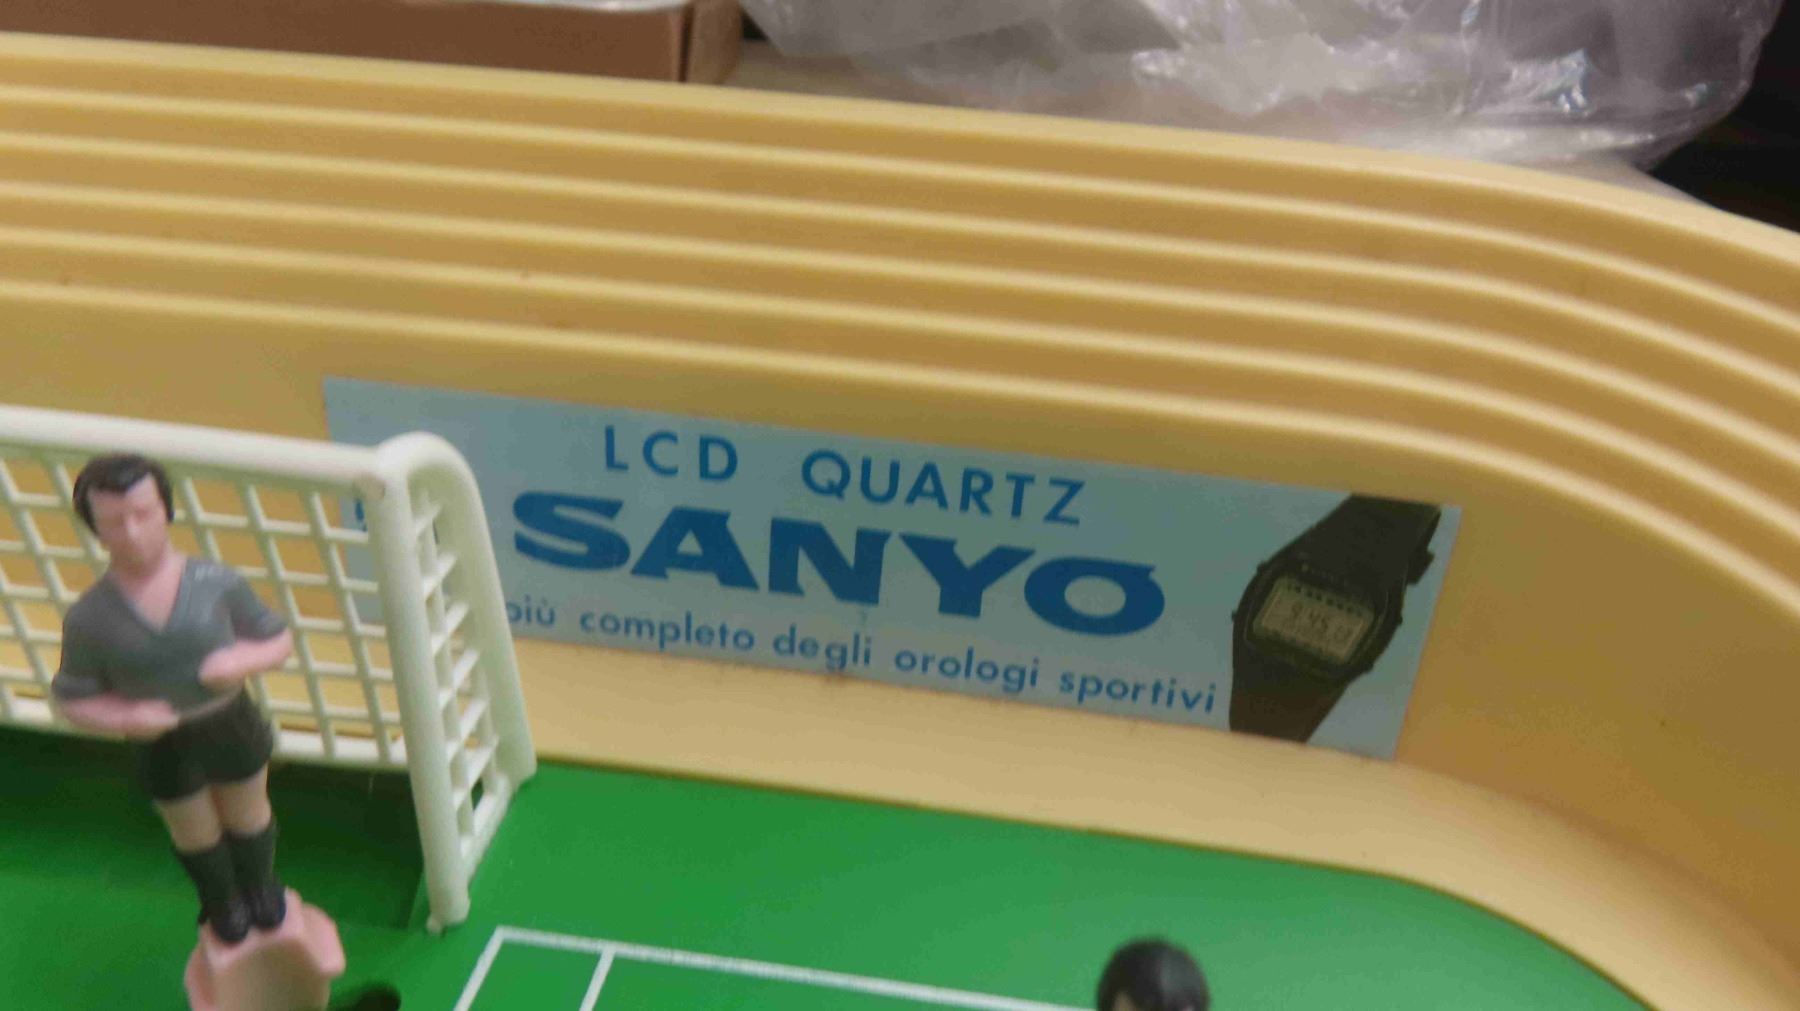 LCD QUARTZ
SANYO
più completo degli orologi sportivi